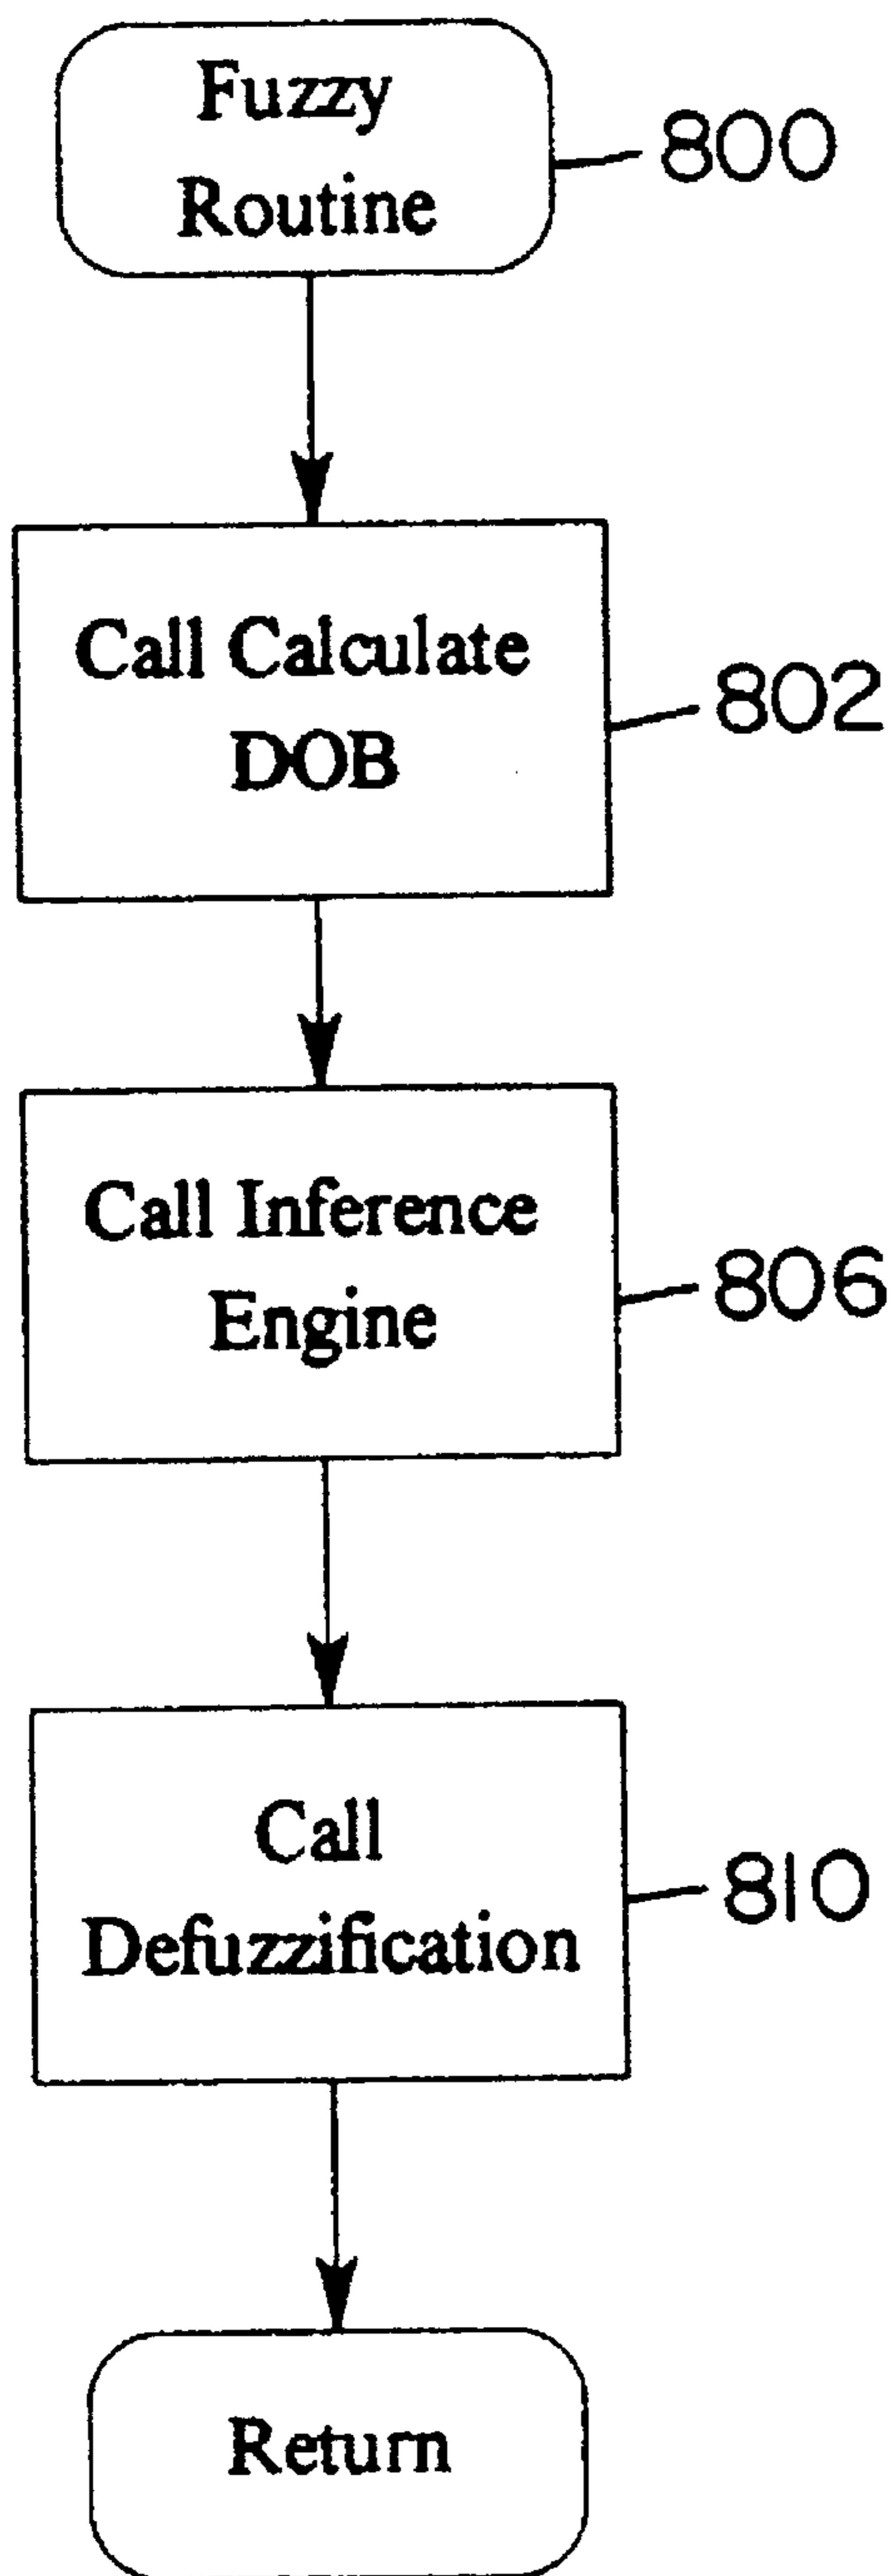 Fuzzy
Routine
800
Call Calculate
DOB
802
Call Inference
Engine
806
Call
Defuzzification
810
Return